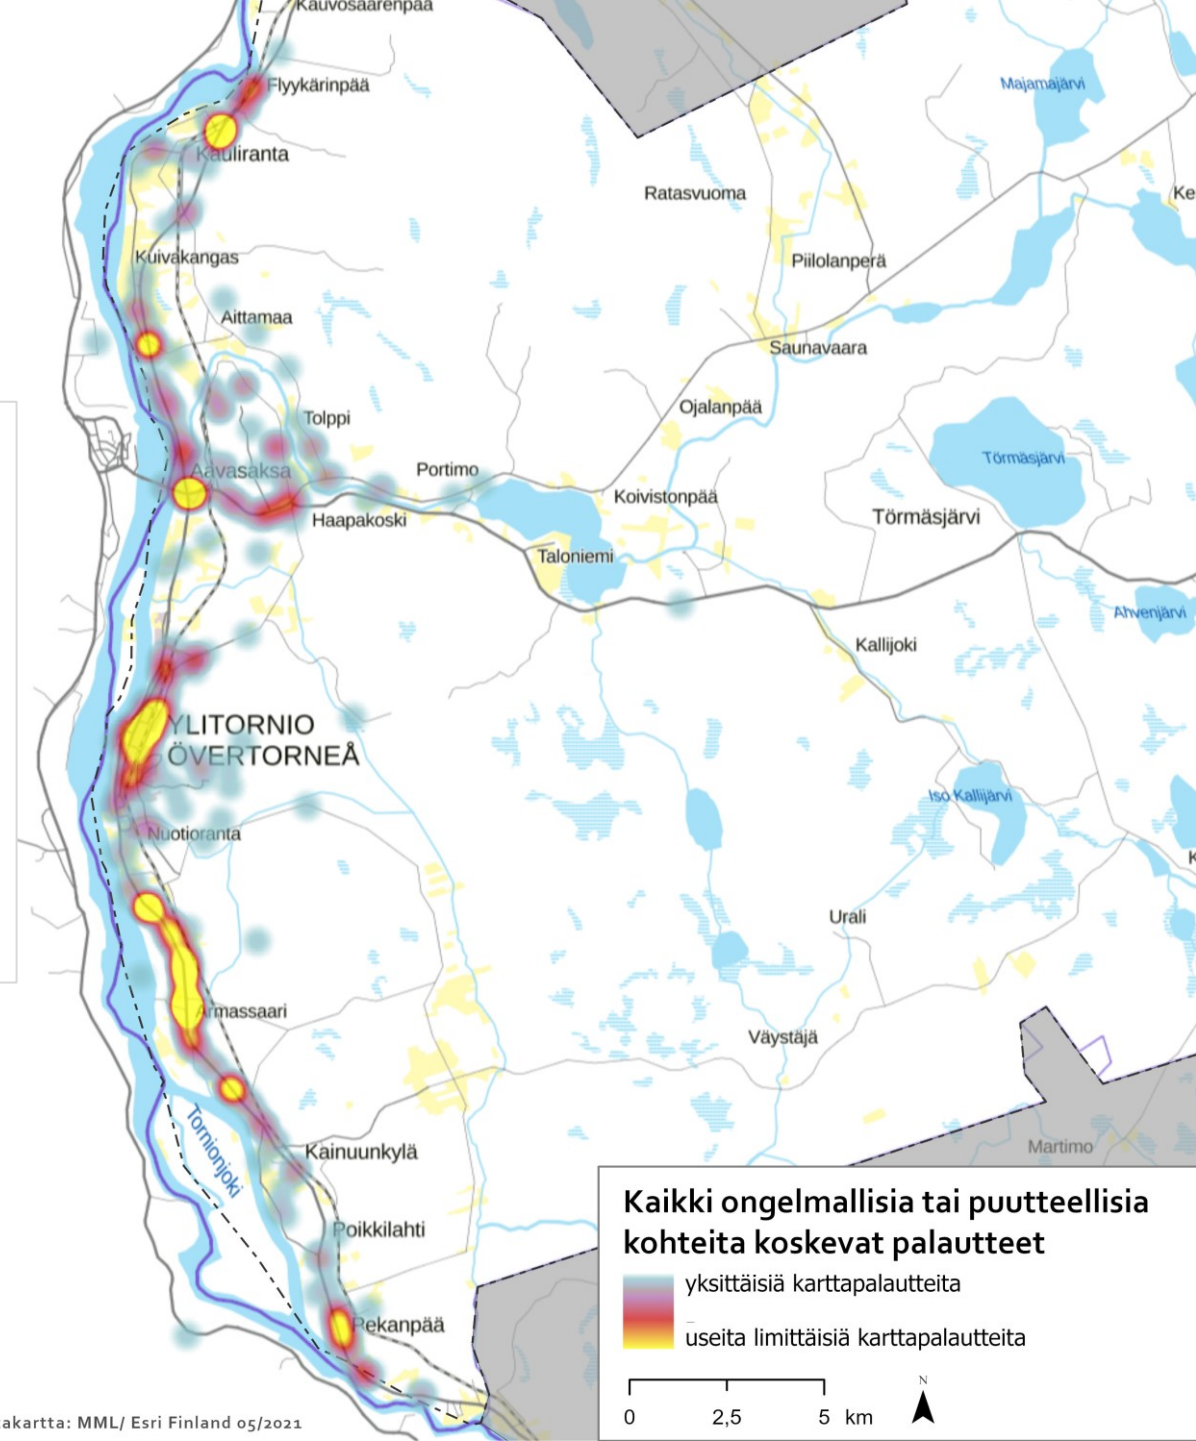 Kauvosaarenpää
Flyykärinpää
Majamajärvi
Kauliranta
Ratasvuoma
Ke
Kuivakangas
Piilolanperä
Aittamaa
Saunavaara
Ojalanpää
Tolppi
Törmäsjärvi
Aavasaksa
Portimo
Koivistonpää
Haapakoski
Törmäsjärvi
Taloniemi
Ahvenjärvi
Kallijoki
YLITORNIO
ÖVERTORNEÅ
Iso Kallijärvi
Nuotioranta
K
Urali
Armassaari
Väystäjä
Tornionjoki
Kainuunkylä
Martimo
Poikkilahti
Pekanpää
Kaikki ongelmallisia tai puutteellisia
kohteita koskevat palautteet
yksittäisiä karttapalautteita
useita limittäisiä karttapalautteita
N
0 2,5 5 km
takartta: MML/ Esri Finland 05/2021